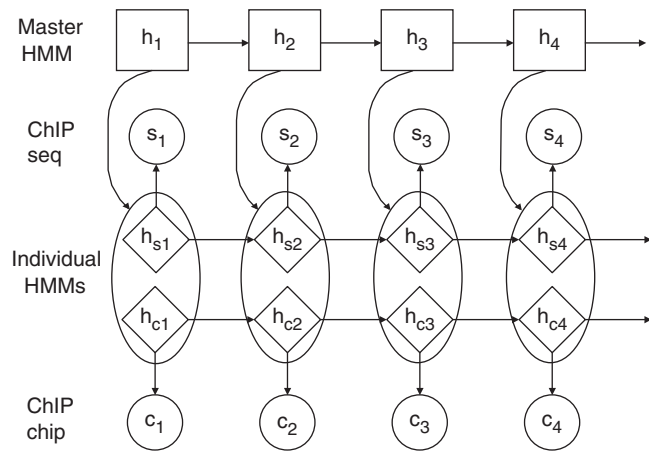 Master
HMM
h1 h2 h3 h4
ChIP
seq
s1 s2 s3 s4
Individual
HMMs
hs1 hs2 hs3 hs4
hc1 hc2 hc3 hc4
ChIP
chip
c1 c2 c3 c4